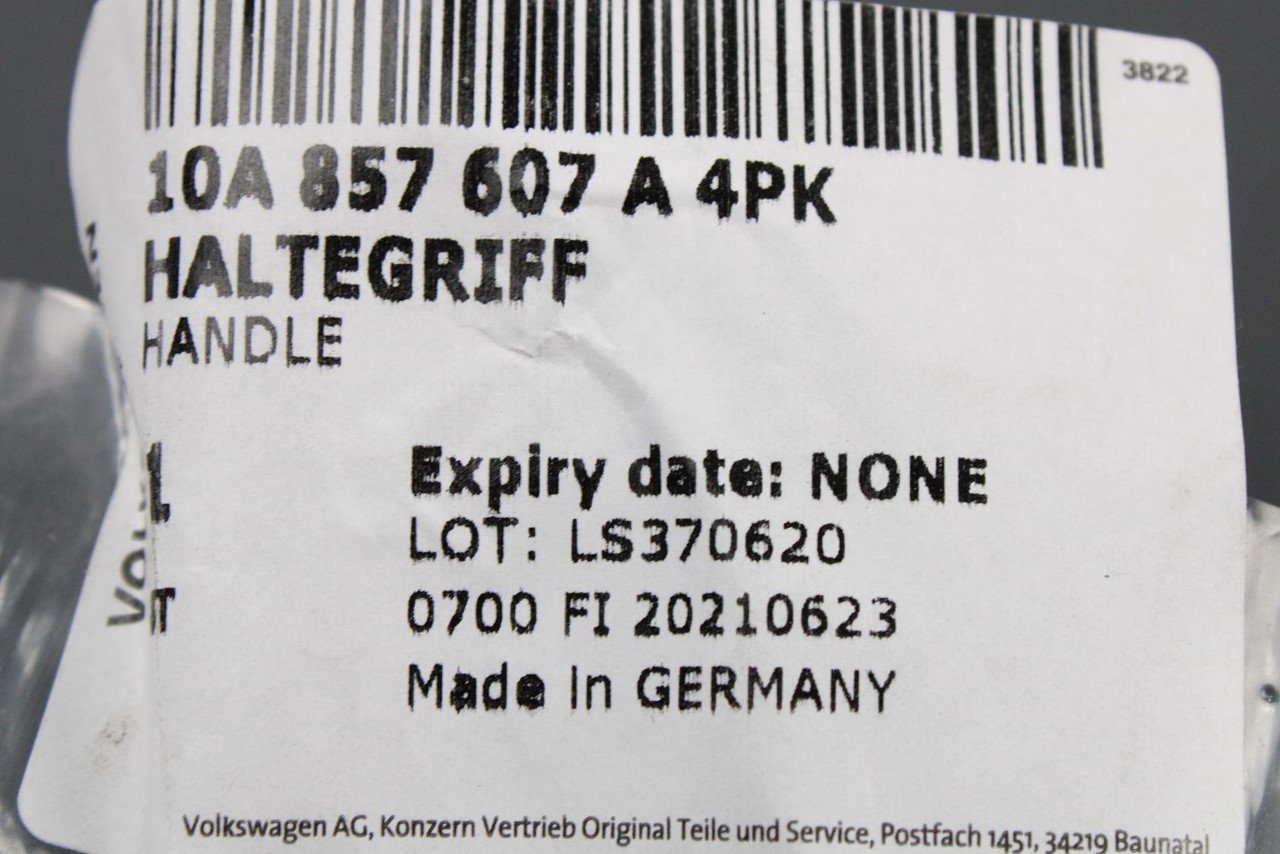 3822
10A 857 607 A 4PK
HALTEGRIFF
HANDLE
1
Expiry date: NONE
LOT: LS370620
0700 FI 20210623
Made in GERMANY
Volkswagen AG, Konzern Vertrieb Original Teile und Service, Postfach 1451, 34219 Baunatal